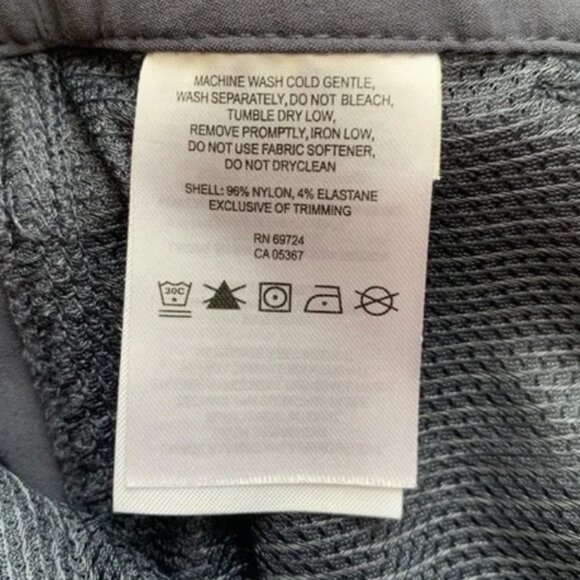 MACHINE WASH COLD GENTLE,
WASH SEPARATELY, DO NOT BLEACH,
TUMBLE DRY LOW,
REMOVE PROMPTLY, IRON LOW,
DO NOT USE FABRIC SOFTENER,
DO NOT DRYCLEAN
SHELL: 96% NYLON, 4% ELASTANE
EXCLUSIVE OF TRIMMING
RN 69724
CA 05367
30C